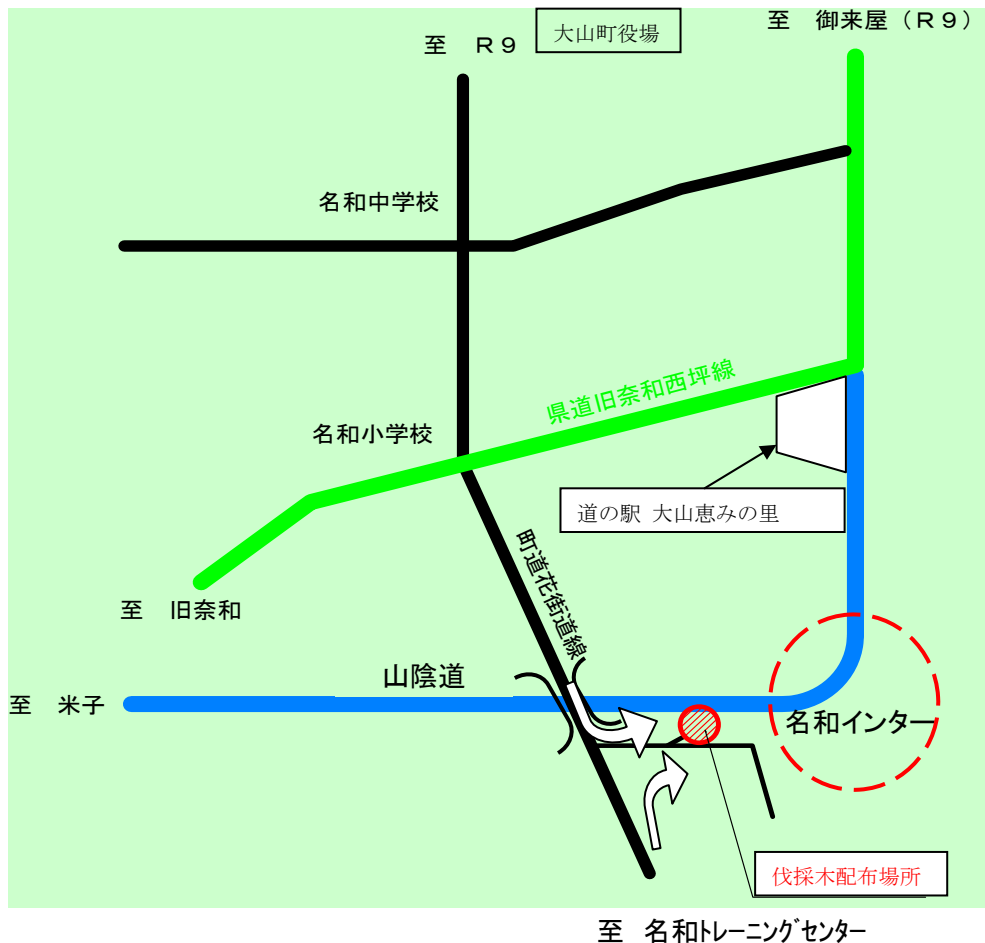 至　御来屋（Ｒ９）
至　Ｒ９
大山町役場
名和中学校
県道旧奈和西坪線
名和小学校
道の駅 大山恵みの里
町道花街道線
至　旧奈和
山陰道
至　米子
名和インター
伐採木配布場所
至　名和ﾄﾚｰﾆﾝｸﾞｾﾝﾀｰ